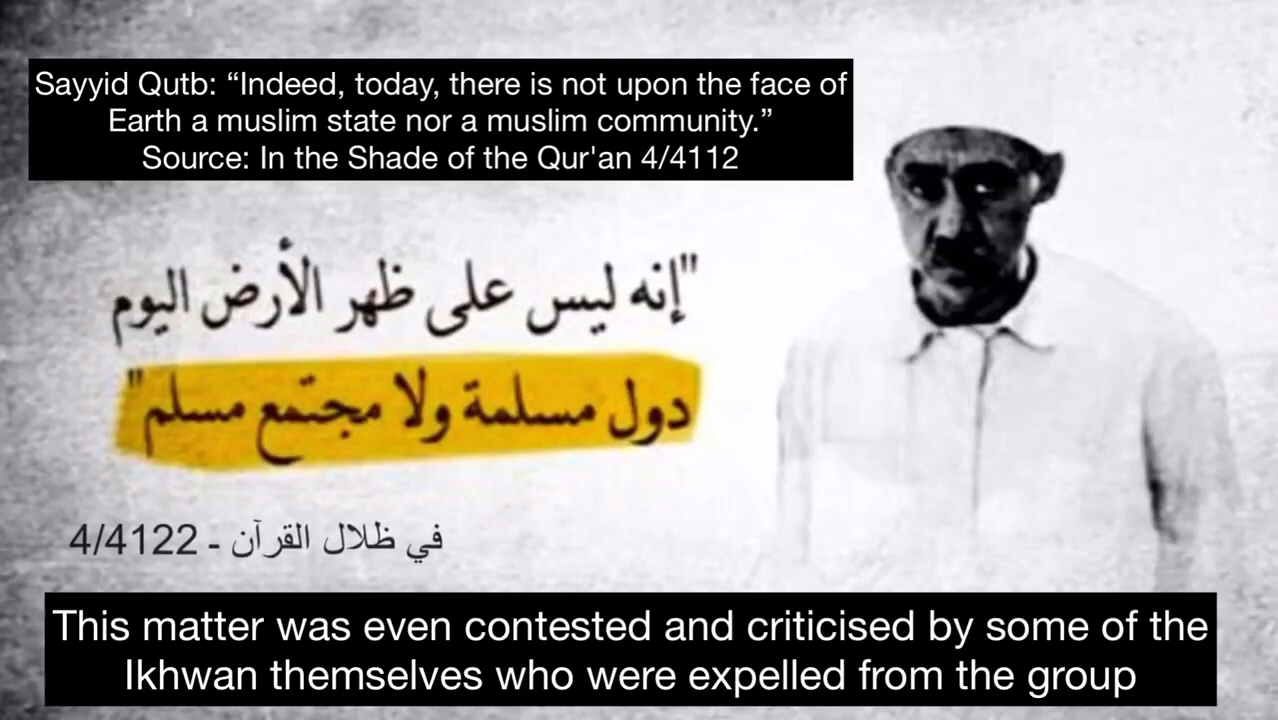 Sayyid Qutb: “Indeed, today, there is not upon the face of
Earth a muslim state nor a muslim community.”
Source: In the Shade of the Qur'an 4/4112
"إنه ليس على ظهر الأرض اليوم
دول مسلمة ولا مجتمع مسلم"
في ظلال القرآن - 4/4122
This matter was even contested and criticised by some of the
Ikhwan themselves who were expelled from the group